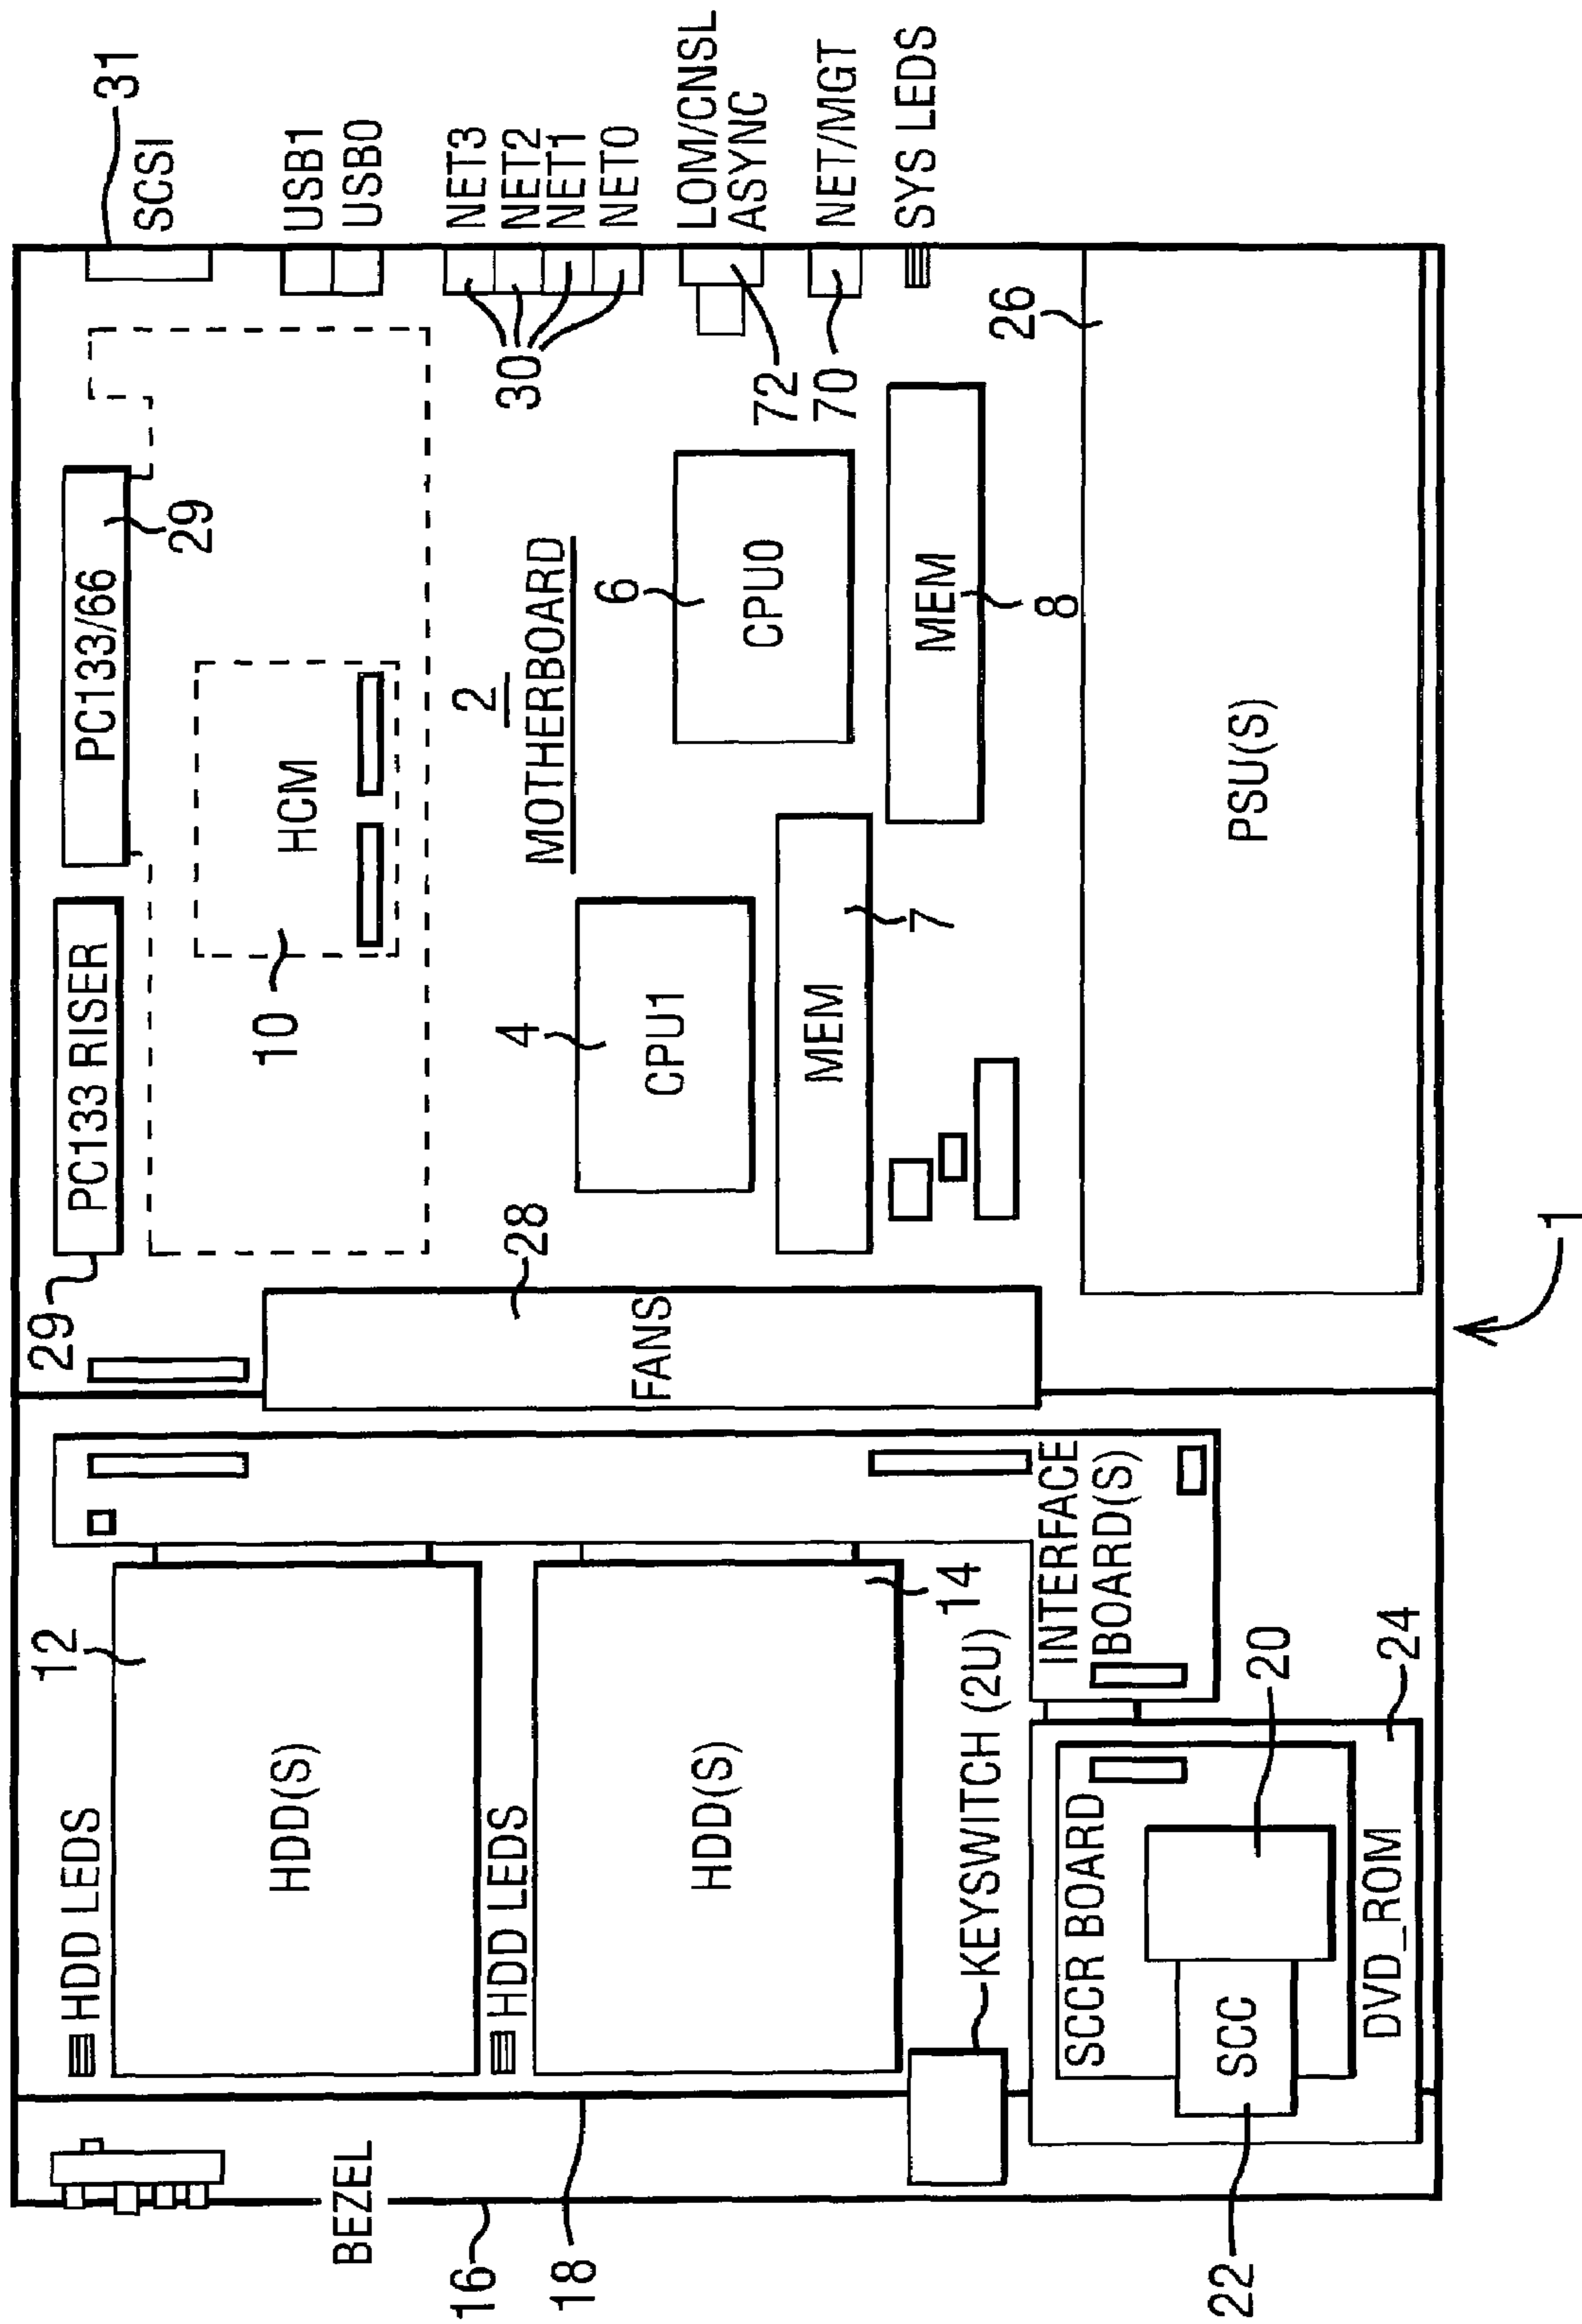 31
SCSI
USB1
USB0
NET3
NET2
NET1
NET0
LOM/CNSL
ASYNC
NET/MGT
SYS LEDS
30
72
70
26
PC133/66
29
PC133 RISER
29
HCM
10
2
MOTHERBOARD
6
CPU0
MEM
8
4
CPU1
MEM
7
PSU(S)
28
FANS
1
12
HDD LEDS
HDD(S)
HDD LEDS
HDD(S)
14
KEYSWITCH (2U)
INTERFACE
BOARD(S)
20
24
SCCR BOARD
SCC
DVD_ROM
BEZEL
16
18
22